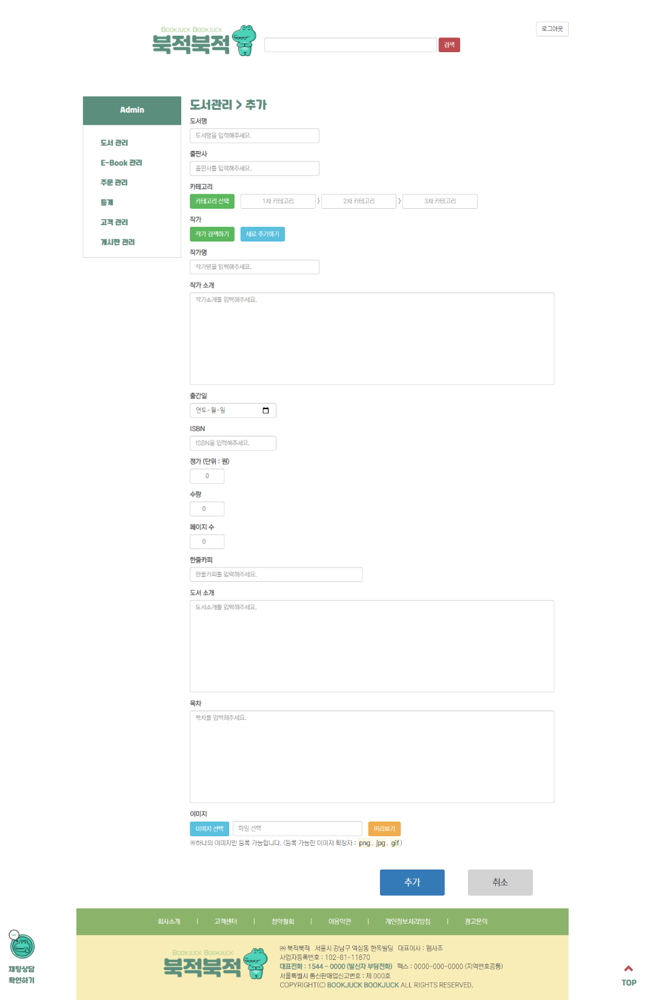 로그아웃
BOOKJUCK BOOKJUCK
북적북적
검색
Admin
도서 관리
E-Book 관리
주문 관리
통계
고객 관리
게시판 관리
도서관리 > 추가
도서명
도서명을 입력해주세요.
출판사
출판사를 입력해주세요.
카테고리
카테고리 선택 1차 카테고리 > 2차 카테고리 > 3차 카테고리
작가
작가 검색하기 새로 추가하기
작가명
작가명을 입력해주세요.
작가 소개
작가소개를 입력해주세요.
출간일
연도-월-일
ISBN
ISBN을 입력해주세요.
정가 (단위 : 원)
0
수량
0
페이지 수
0
한줄카피
한줄카피를 입력해주세요.
도서 소개
도서소개를 입력해주세요.
목차
목차를 입력해주세요.
이미지
이미지 선택 파일 선택 미리보기
※하나의 이미지만 등록 가능합니다. (등록 가능한 이미지 확장자 : png, jpg, gif)
추가 취소
회사소개 | 고객센터 | 청약철회 | 이용약관 | 개인정보처리방침 | 광고문의
BOOKJUCK BOOKJUCK
북적북적
㈜ 북적북적 서울시 강남구 역삼동 한독빌딩 대표이사 : 웹사조
사업자등록번호 : 102-81-11670
대표전화 : 1544 - 0000 (발신자 부담전화) 팩스 : 0000-000-0000 (지역번호공통)
서울특별시 통신판매업신고번호 : 제 000호
COPYRIGHT(C) BOOKJUCK BOOKJUCK ALL RIGHTS RESERVED.
채팅상담
확인하기
TOP